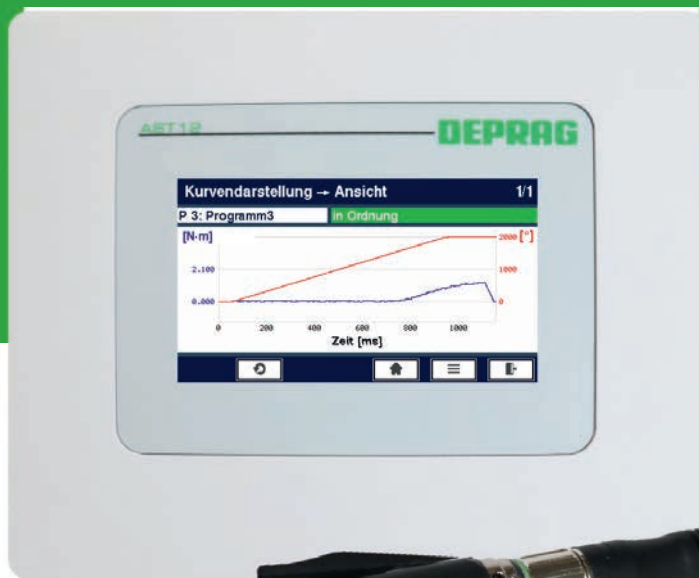 AST12
DEPRAG
Kurvendarstellung → Ansicht 1/1
P 3: Programm3 in Ordnung
[N·m] 2000 [°]
2.100 1000
0.000 0
0 200 400 600 800 1000
Zeit [ms]